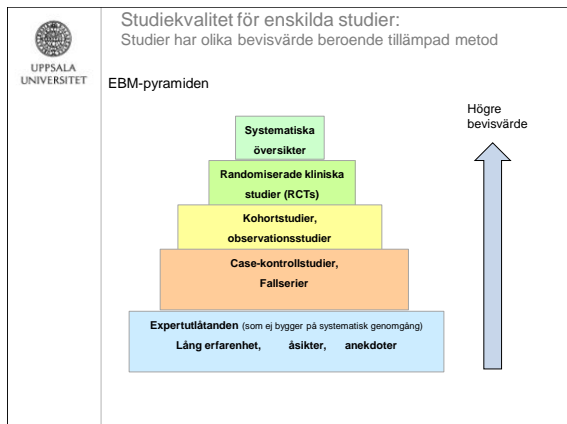 Studiekvalitet för enskilda studier:
Studier har olika bevisvärde beroende tillämpad metod
UPPSALA
UNIVERSITET
EBM-pyramiden
Högre
bevisvärde
Systematiska
översikter
Randomiserade kliniska
studier (RCTs)
Kohortstudier,
observationsstudier
Case-kontrollstudier,
Fallserier
Expertutlåtanden (som ej bygger på systematisk genomgång)
Lång erfarenhet, åsikter, anekdoter